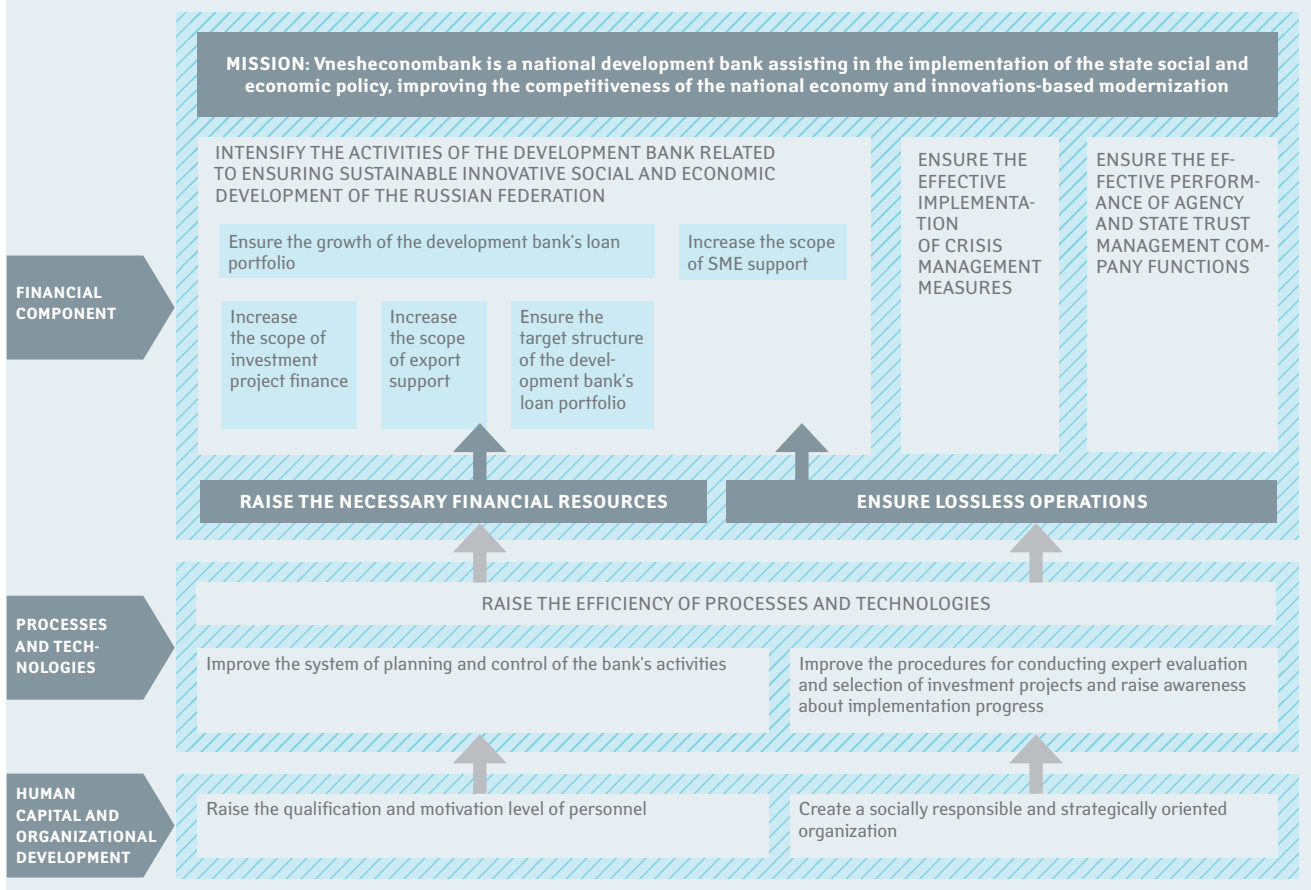 MISSION: Vnesheconombank is a national development bank assisting in the implementation of the state social and
economic policy, improving the competitiveness of the national economy and innovations-based modernization
FINANCIAL
COMPONENT
INTENSIFY THE ACTIVITIES OF THE DEVELOPMENT BANK RELATED
TO ENSURING SUSTAINABLE INNOVATIVE SOCIAL AND ECONOMIC
DEVELOPMENT OF THE RUSSIAN FEDERATION
Ensure the growth of the development bank's loan
portfolio
Increase the scope
of SME support
Increase
the scope of
investment
project finance
Increase
the scope
of export
support
Ensure the
target structure
of the devel-
opment bank's
loan portfolio
ENSURE THE
EFFECTIVE
IMPLEMENTA-
TION
OF CRISIS
MANAGEMENT
MEASURES
ENSURE THE EF-
FECTIVE PERFORM-
ANCE OF AGENCY
AND STATE TRUST
MANAGEMENT COM-
PANY FUNCTIONS
RAISE THE NECESSARY FINANCIAL RESOURCES
ENSURE LOSSLESS OPERATIONS
PROCESSES
AND TECH-
NOLOGIES
RAISE THE EFFICIENCY OF PROCESSES AND TECHNOLOGIES
Improve the system of planning and control of the bank's activities
Improve the procedures for conducting expert evaluation
and selection of investment projects and raise awareness
about implementation progress
HUMAN
CAPITAL AND
ORGANIZATIONAL
DEVELOPMENT
Raise the qualification and motivation level of personnel
Create a socially responsible and strategically oriented
organization